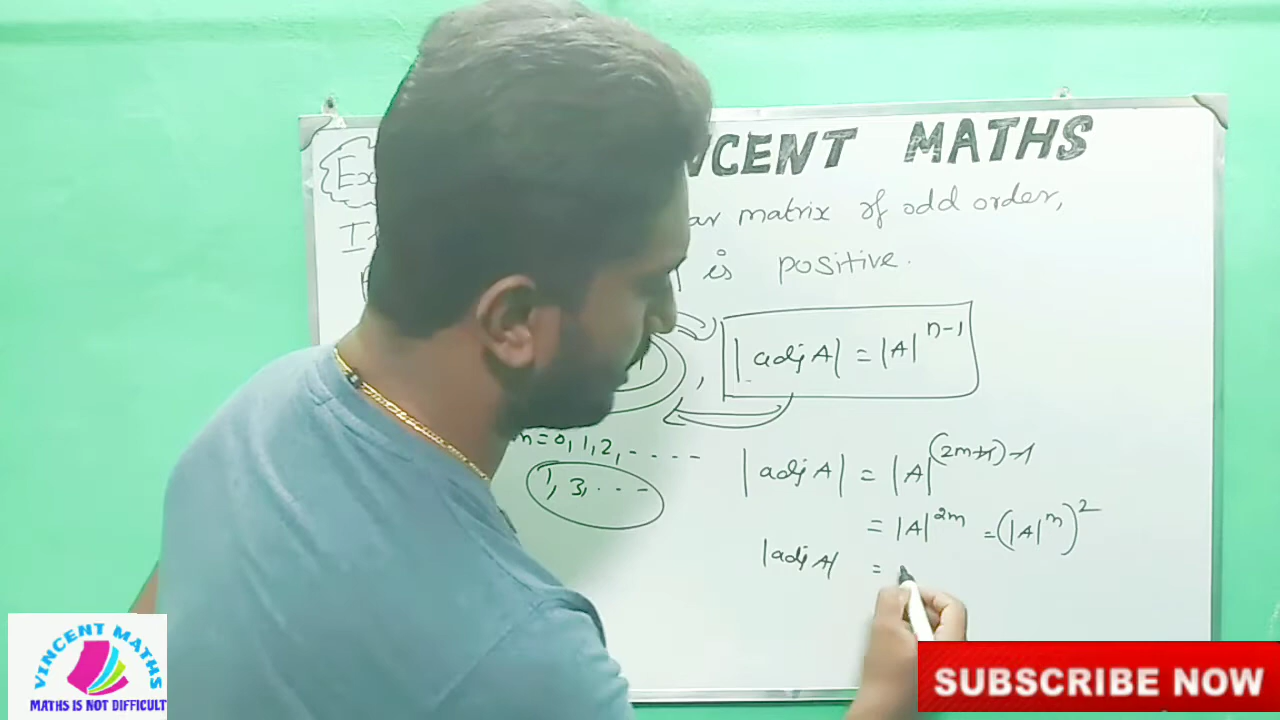 NCENT MATHS
Ex
ar matrix of odd order,
I
is positive.
|adj A| = |A|^{n-1}
,
m = 0, 1, 2, - - - -
1, 3, - - -
|adj A| = |A|^{(2m+1)-1}
= |A|^{2m} = (|A|^m)^2
|adj A| =
VINCENT MATHS
MATHS IS NOT DIFFICULT
SUBSCRIBE NOW